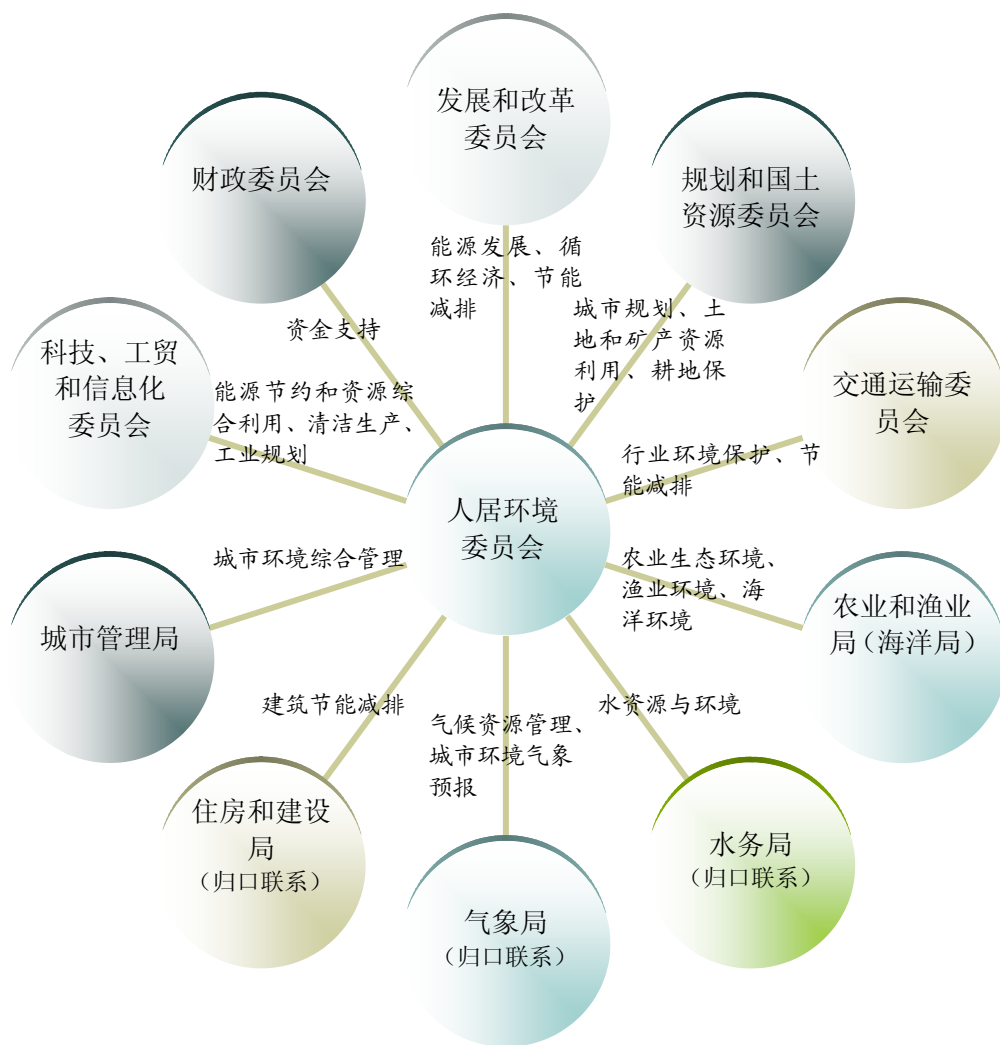 发展和改革
委员会
财政委员会
规划和国土
资源委员会
能源发展、循
环经济、节能
减排
资金支持
城市规划、土
地和矿产资源
利用、耕地保
护
科技、工贸
和信息化
委员会
能源节约和资源综
合利用、清洁生产、
工业规划
交通运输委
员会
行业环境保护、节
能减排
人居环境
委员会
城市环境综合管理
农业生态环境、
渔业环境、海
洋环境
城市管理局
农业和渔业
局（海洋局）
建筑节能减排
气候资源管理、
城市环境气象
预报
水资源与环境
住房和建设
局
（归口联系）
气象局
（归口联系）
水务局
（归口联系）